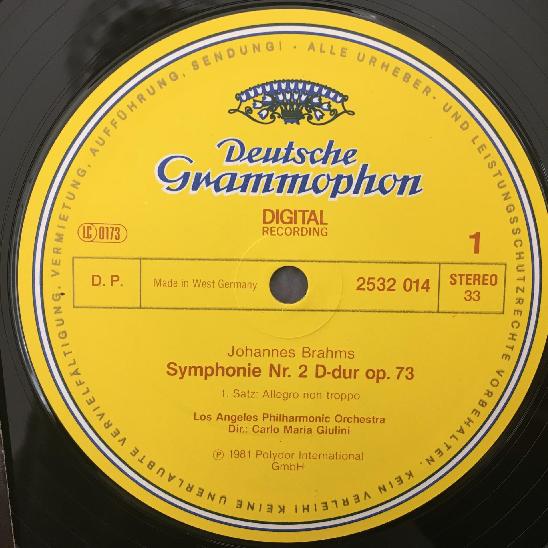 Deutsche
Grammophon
DIGITAL
RECORDING
LC 0173
1
D. P.
Made in West Germany
2532 014
STEREO
33
Johannes Brahms
Symphonie Nr. 2 D-dur op. 73
1. Satz: Allegro non troppo
Los Angeles Philharmonic Orchestra
Dir.: Carlo Maria Giulini
Ⓟ 1981 Polydor International
GmbH
ALLE URHEBER- UND LEISTUNGSSCHUTZRECHTE VORBEHALTEN · KEIN VERLEIH! KEINE UNERLAUBTE VERVIELFÄLTIGUNG, VERMIETUNG, AUFFÜHRUNG, SENDUNG! ·